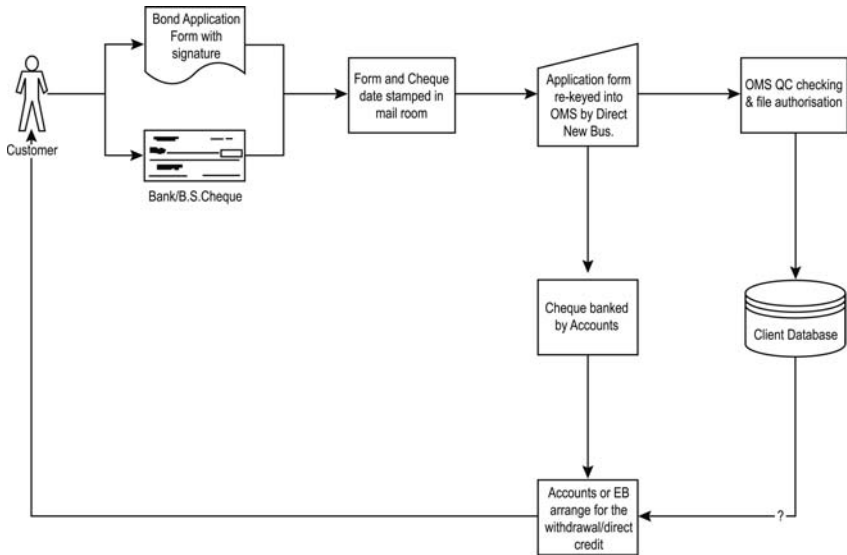 Bond Application
Form with
signature
Customer
Bank/B.S.Cheque
Form and Cheque
date stamped in
mail room
Application form
re-keyed into
OMS by Direct
New Bus.
OMS QC checking
& file authorisation
Cheque banked
by Accounts
Client Database
Accounts or EB
arrange for the
withdrawal/direct
credit
?